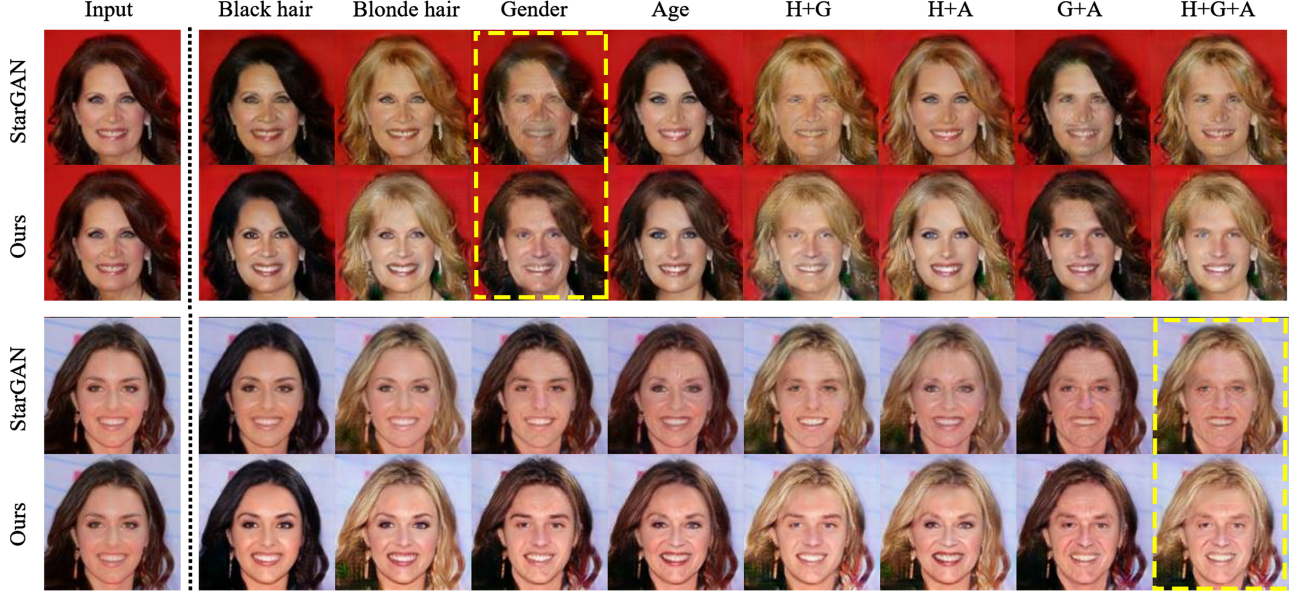 Input Black hair Blonde hair Gender Age H+G H+A G+A H+G+A
StarGAN
Ours
StarGAN
Ours